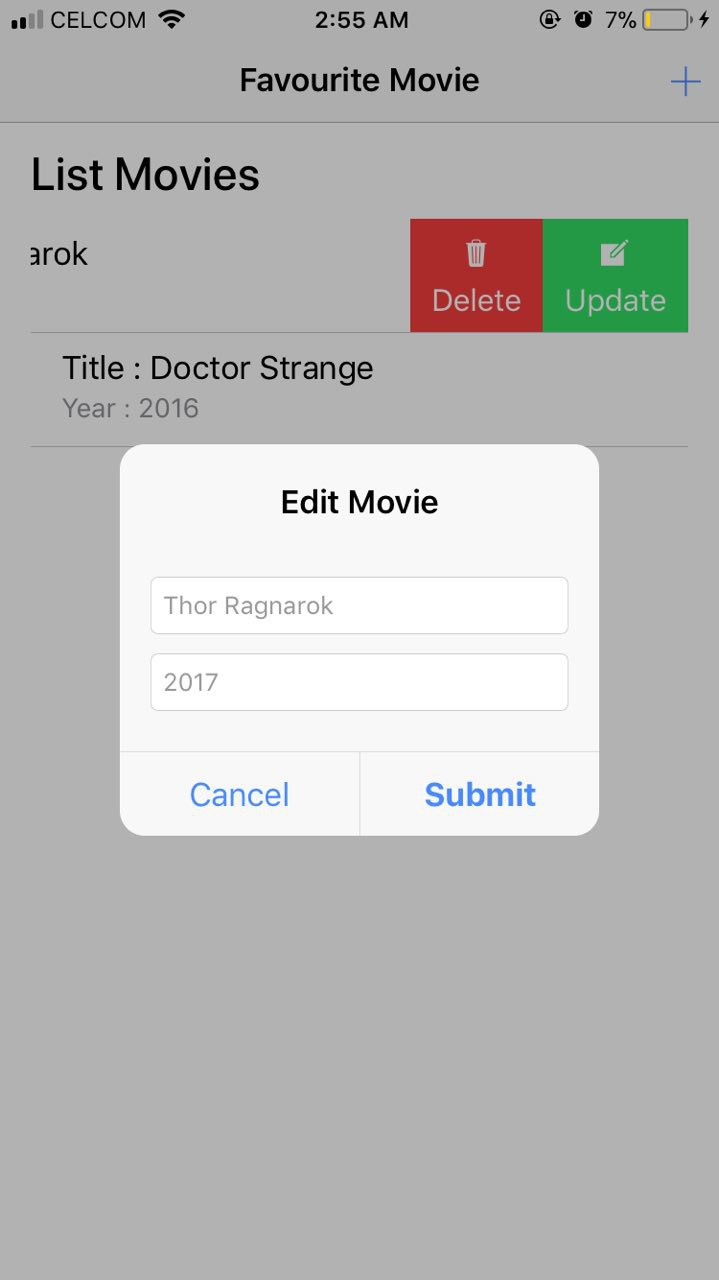 CELCOM 2:55 AM 7%
Favourite Movie
List Movies
arok
Delete Update
Title : Doctor Strange
Year : 2016
Edit Movie
Thor Ragnarok
2017
Cancel Submit